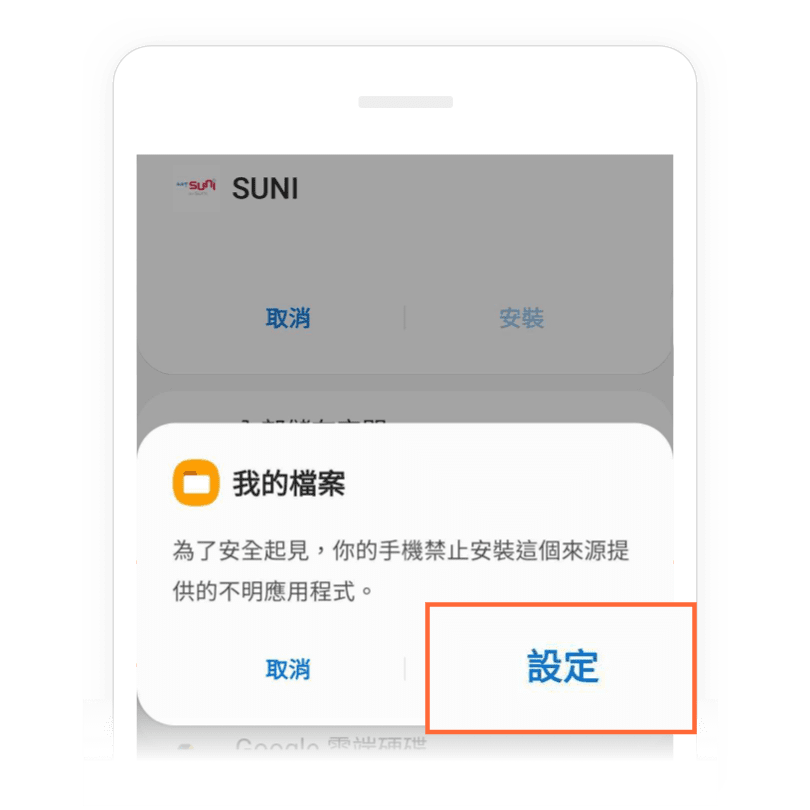 SUNi
SUNI
取消
安裝
我的檔案
為了安全起見，你的手機禁止安裝這個來源提
供的不明應用程式。
取消
設定
Google 雲端硬碟